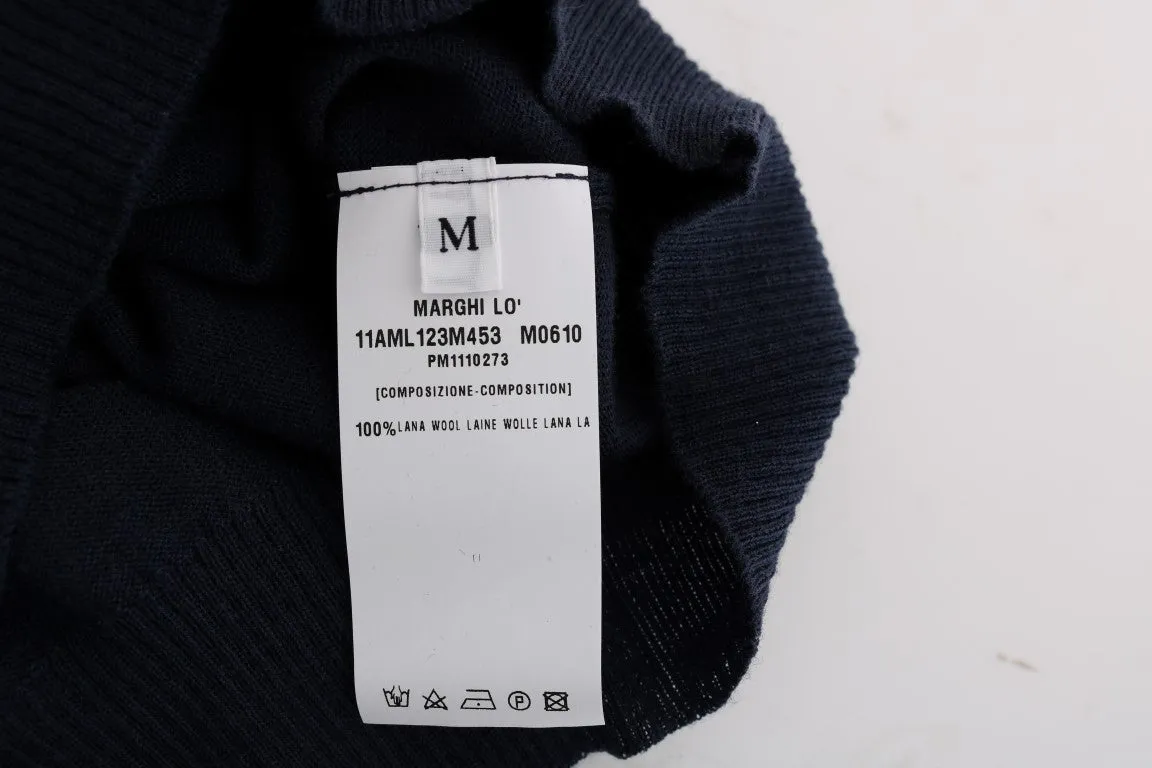 M
MARGHI LO'
11AML123M453 M0610
PM1110273
[COMPOSIZIONE-COMPOSITION]
100% LANA WOOL LAINE WOLLE LANA LA
P